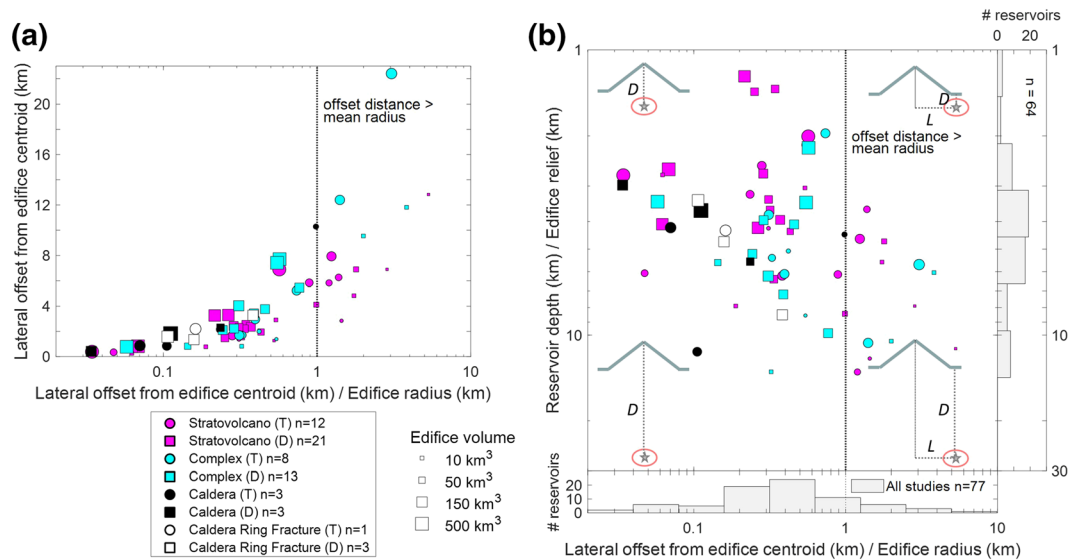 (a)
Lateral offset from edifice centroid (km)
22
20
16
12
8
4
0
offset distance >
mean radius
0.1
1
10
Lateral offset from edifice centroid (km) / Edifice radius (km)
Stratovolcano (T) n=12
Stratovolcano (D) n=21
Complex (T) n=8
Complex (D) n=13
Caldera (T) n=3
Caldera (D) n=3
Caldera Ring Fracture (T) n=1
Caldera Ring Fracture (D) n=3
Edifice volume
10 km³
50 km³
150 km³
500 km³
(b)
# reservoirs
0 20
1
1
n = 64
D
D
L
offset distance >
mean radius
Reservoir depth (km) / Edifice relief (km)
10
10
D
D
L
30
30
# reservoirs
20
0
All studies n=77
0.1
1
10
Lateral offset from edifice centroid (km) / Edifice radius (km)